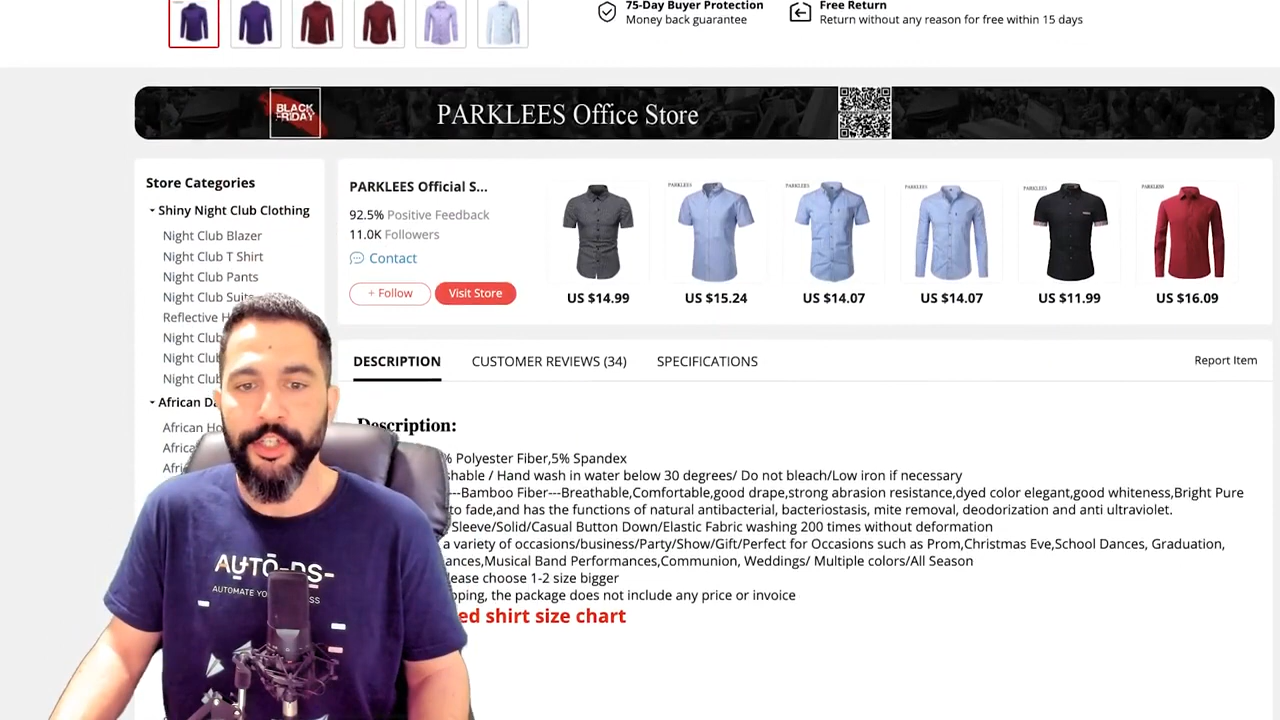 75-Day Buyer Protection
Money back guarantee
Free Return
Return without any reason for free within 15 days
BLACK
FRIDAY
PARKLEES Office Store
Store Categories
Shiny Night Club Clothing
Night Club Blazer
Night Club T Shirt
Night Club Pants
Night Club Suits
Reflective
Night Club
Night Club
Night Club
African
African
PARKLEES Official S...
92.5% Positive Feedback
11.0K Followers
Contact
+ Follow
Visit Store
PARKLEES
PARKLEES
PARKLEES
PARKLEES
PARKLEES
US $14.99
US $15.24
US $14.07
US $14.07
US $11.99
US $16.09
DESCRIPTION
CUSTOMER REVIEWS (34)
SPECIFICATIONS
Report Item
Description:
% Polyester Fiber,5% Spandex
/ Hand wash in water below 30 degrees/ Do not bleach/Low iron if necessary
---Bamboo Fiber---Breathable,Comfortable,good drape,strong abrasion resistance,dyed color elegant,good whiteness,Bright Pure
to fade,and has the functions of natural antibacterial, bacteriostasis, mite removal, deodorization and anti ultraviolet.
Sleeve/Solid/Casual Button Down/Elastic Fabric washing 200 times without deformation
a variety of occasions/business/Party/Show/Gift/Perfect for Occasions such as Prom,Christmas Eve,School Dances, Graduation,
Musical Band Performances,Communion, Weddings/ Multiple colors/All Season
please choose 1-2 size bigger
the package does not include any price or invoice
shirt size chart
AUTO-DS-
AUTOMATE